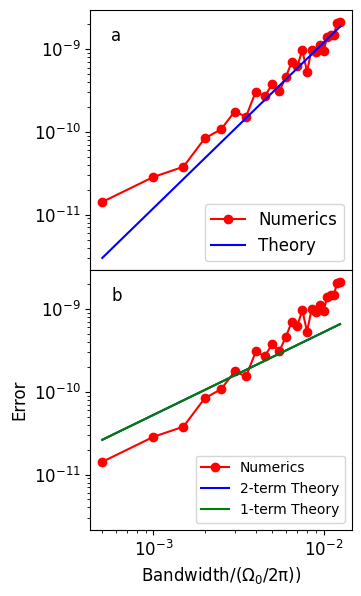 a
10⁻⁹
10⁻¹⁰
10⁻¹¹
Numerics
Theory
b
10⁻⁹
10⁻¹⁰
10⁻¹¹
Error
Numerics
2-term Theory
1-term Theory
10⁻³ 10⁻²
Bandwidth/(Ω₀/2π))